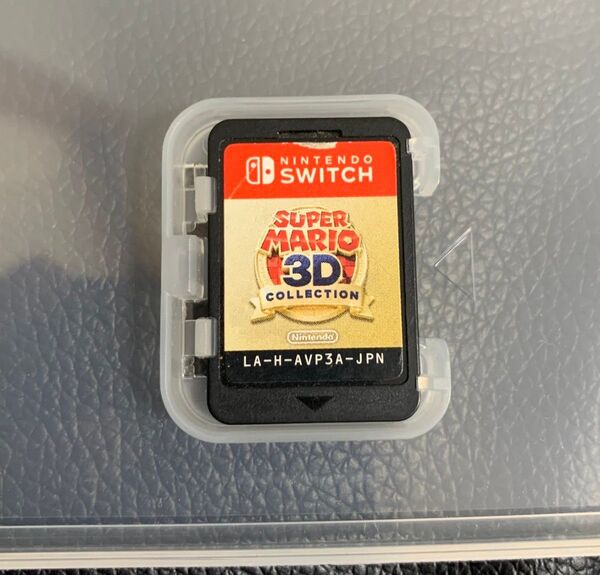 NINTENDO
SWITCH
SUPER
MARIO
3D
COLLECTION
Nintendo
LA-H-AVP3A-JPN